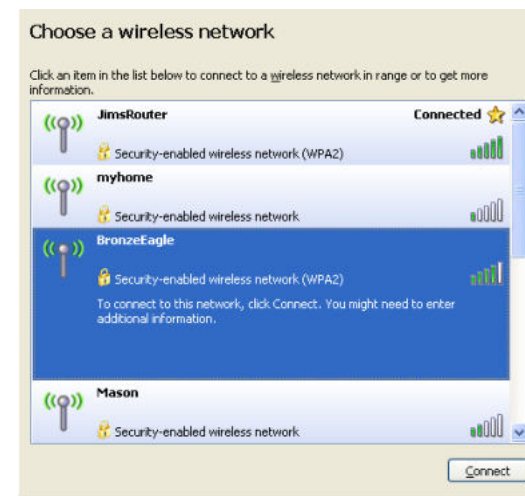 Choose a wireless network
Click an item in the list below to connect to a wireless network in range or to get more
information.
JimsRouter Connected
Security-enabled wireless network (WPA2)
myhome
Security-enabled wireless network
BronzeEagle
Security-enabled wireless network (WPA2)
To connect to this network, click Connect. You might need to enter
additional information.
Mason
Security-enabled wireless network
Connect